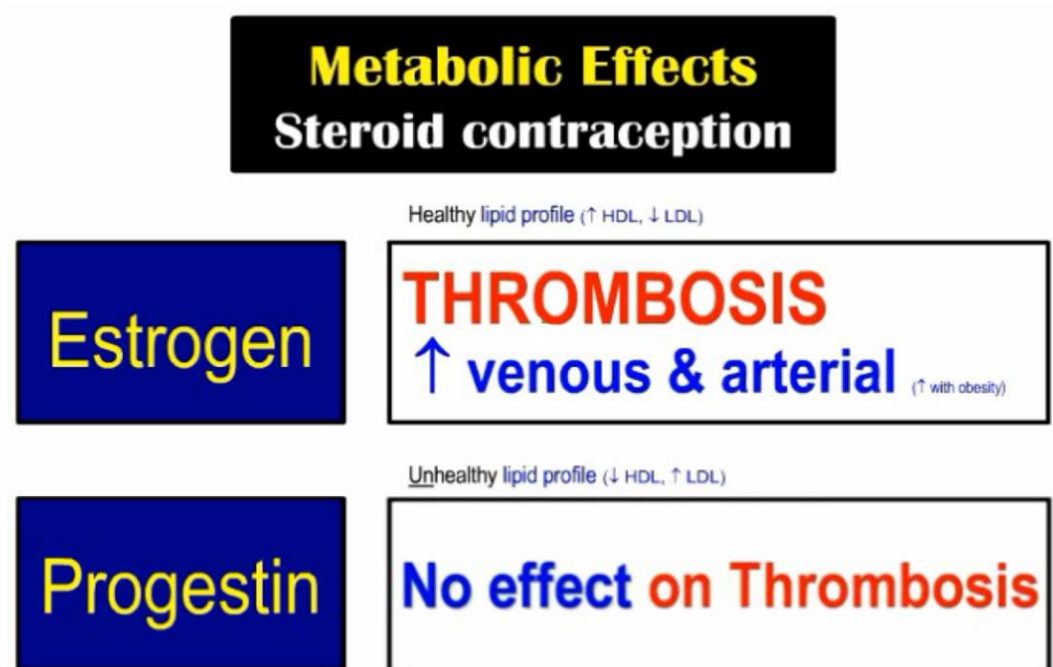 Metabolic Effects
Steroid contraception
Healthy lipid profile (↑ HDL, ↓ LDL)
Estrogen
THROMBOSIS
↑ venous & arterial (↑ with obesity)
Unhealthy lipid profile (↓ HDL, ↑ LDL)
Progestin
No effect on Thrombosis